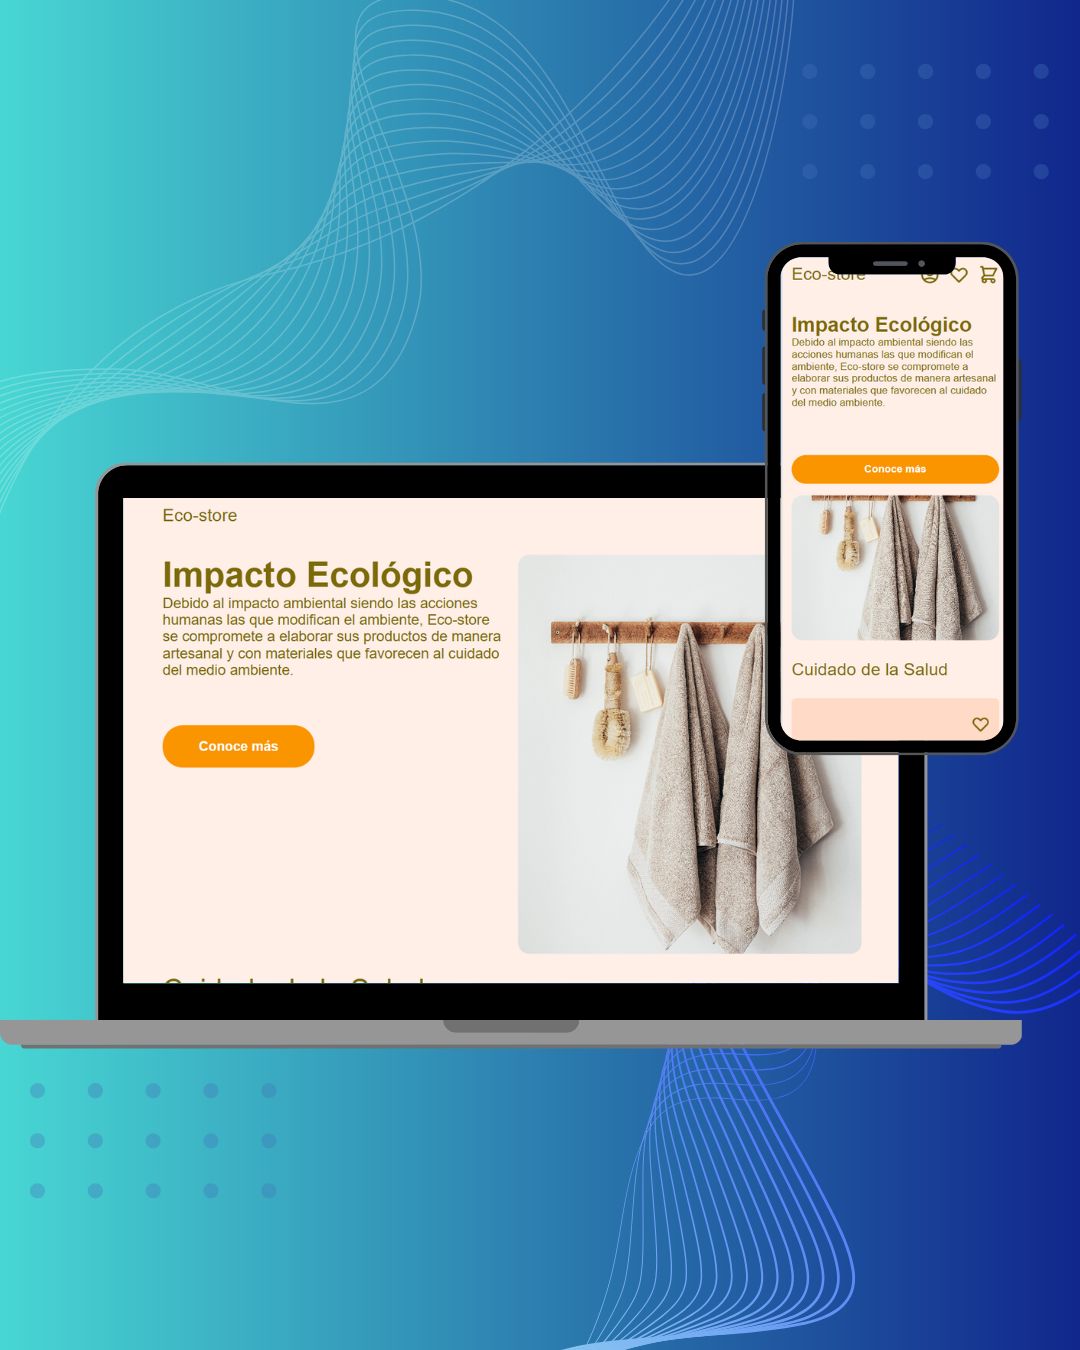 Eco-store
Impacto Ecológico
Debido al impacto ambiental siendo las
acciones humanas las que modifican el
ambiente, Eco-store se compromete a
elaborar sus productos de manera artesanal
y con materiales que favorecen al cuidado
del medio ambiente.
Conoce más
Cuidado de la Salud
Eco-store
Impacto Ecológico
Debido al impacto ambiental siendo las acciones
humanas las que modifican el ambiente, Eco-store
se compromete a elaborar sus productos de manera
artesanal y con materiales que favorecen al cuidado
del medio ambiente.
Conoce más